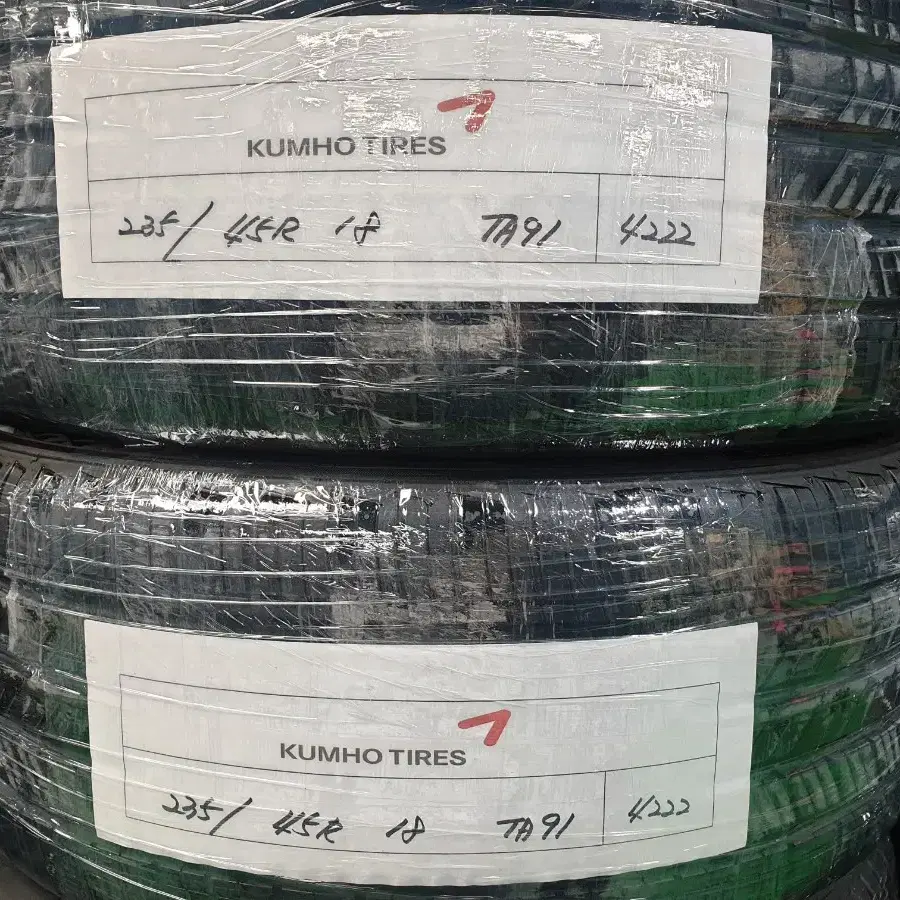 KUMHO TIRES
235/ 45R 18 TA91 4222
KUMHO TIRES
235/ 45R 18 TA91 4222